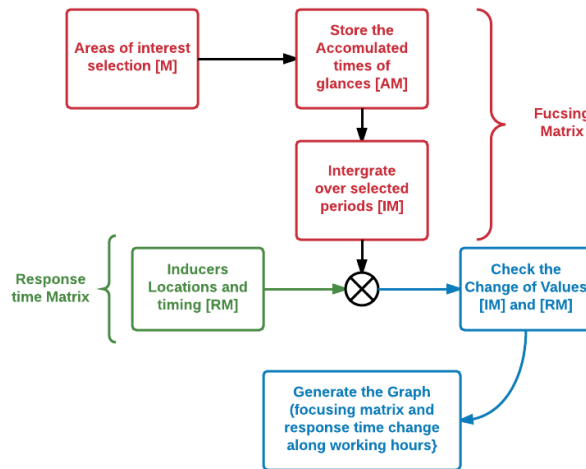 Areas of interest
selection [M]
Store the
Accomulated
times of
glances [AM]
Fucsing
Matrix
Intergrate
over selected
periods [IM]
Response
time Matrix
Inducers
Locations and
timing [RM]
Check the
Change of Values
[IM] and [RM]
Generate the Graph
(focusing matrix and
response time change
along working hours}